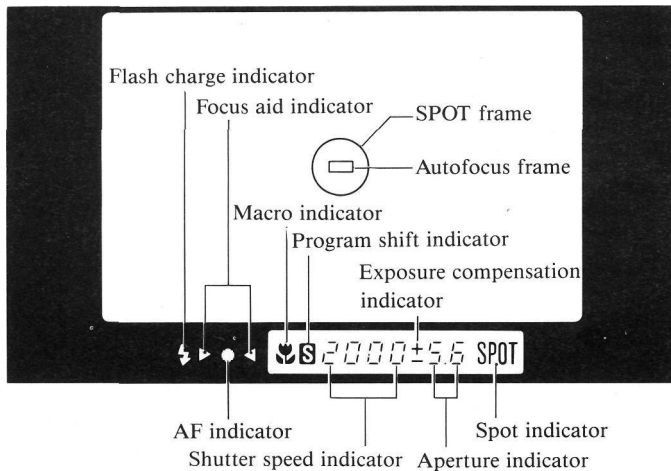 Flash charge indicator
Focus aid indicator
SPOT frame
Autofocus frame
Macro indicator
Program shift indicator
Exposure compensation
indicator
S 2000 ± 5.6 SPOT
AF indicator
Spot indicator
Shutter speed indicator
Aperture indicator